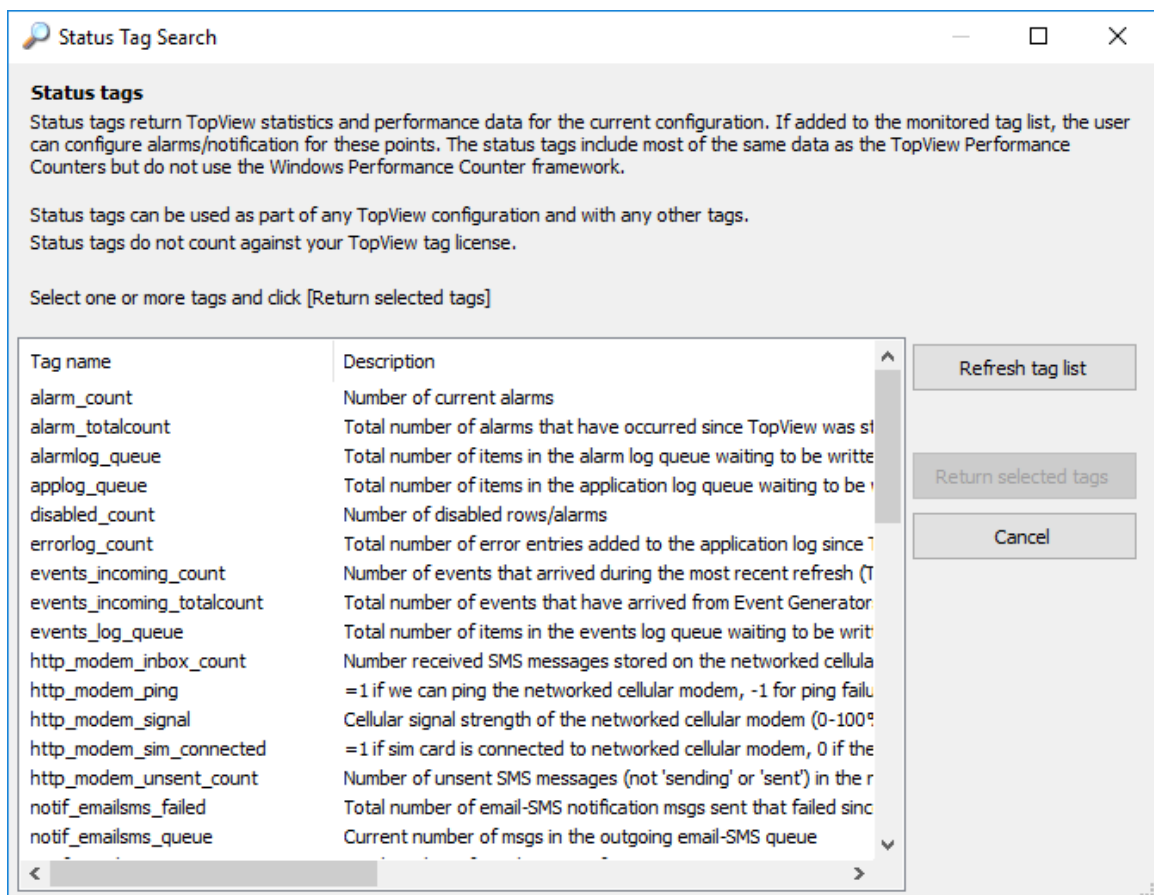 Status Tag Search
Status tags
Status tags return TopView statistics and performance data for the current configuration. If added to the monitored tag list, the user
can configure alarms/notification for these points. The status tags include most of the same data as the TopView Performance
Counters but do not use the Windows Performance Counter framework.
Status tags can be used as part of any TopView configuration and with any other tags.
Status tags do not count against your TopView tag license.
Select one or more tags and click [Return selected tags]
Tag name Description
alarm_count Number of current alarms
alarm_totalcount Total number of alarms that have occurred since TopView was st
alarmlog_queue Total number of items in the alarm log queue waiting to be writte
applog_queue Total number of items in the application log queue waiting to be
disabled_count Number of disabled rows/alarms
errorlog_count Total number of error entries added to the application log since
events_incoming_count Number of events that arrived during the most recent refresh (T
events_incoming_totalcount Total number of events that have arrived from Event Generator
events_log_queue Total number of items in the events log queue waiting to be writ
http_modem_inbox_count Number received SMS messages stored on the networked cellula
http_modem_ping =1 if we can ping the networked cellular modem, -1 for ping failu
http_modem_signal Cellular signal strength of the networked cellular modem (0-100%
http_modem_sim_connected =1 if sim card is connected to networked cellular modem, 0 if the
http_modem_unsent_count Number of unsent SMS messages (not 'sending' or 'sent') in the r
notif_emailsms_failed Total number of email-SMS notification msgs sent that failed sinc
notif_emailsms_queue Current number of msgs in the outgoing email-SMS queue
Refresh tag list
Return selected tags
Cancel